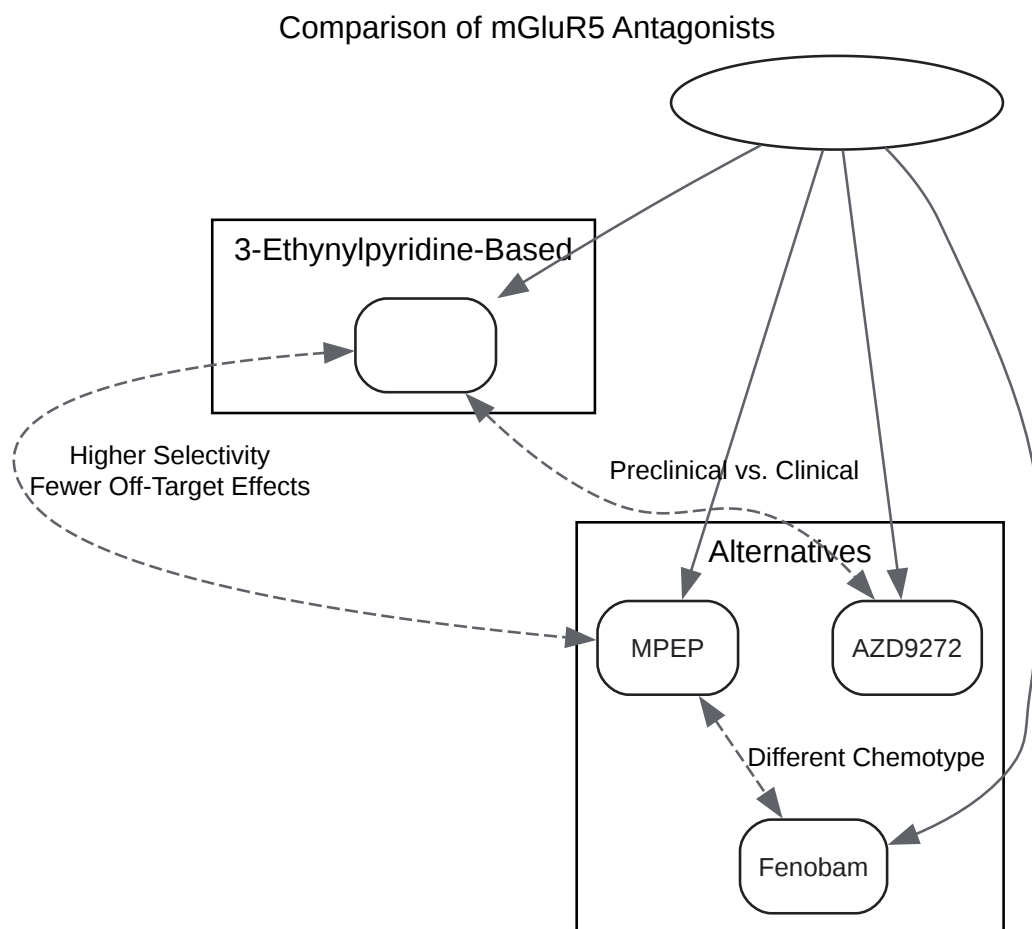 Comparison of mGluR5 Antagonists
3-Ethynylpyridine-Based
Higher Selectivity
Fewer Off-Target Effects
Preclinical vs. Clinical
Alternatives
MPEP
AZD9272
Different Chemotype
Fenobam